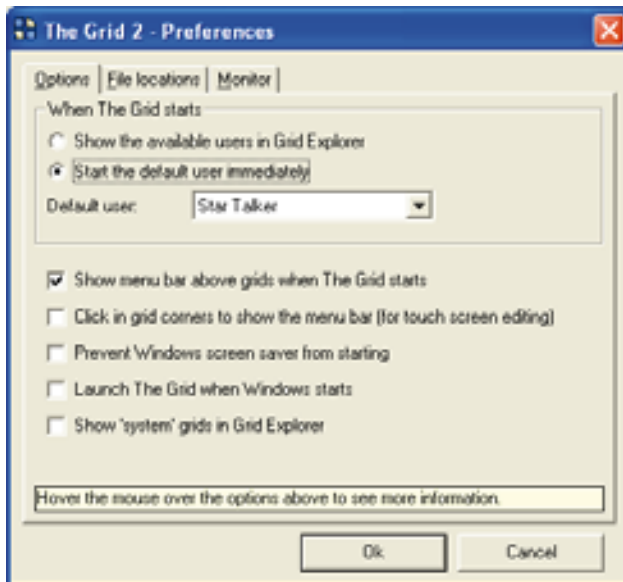 The Grid 2 - Preferences
Options File locations Monitor
When The Grid starts
Show the available users in Grid Explorer
Start the default user immediately
Default user: Star Talker
Show menu bar above grids when The Grid starts
Click in grid corners to show the menu bar (for touch screen editing)
Prevent Windows screen saver from starting
Launch The Grid when Windows starts
Show 'system' grids in Grid Explorer
Hover the mouse over the options above to see more information.
Ok Cancel